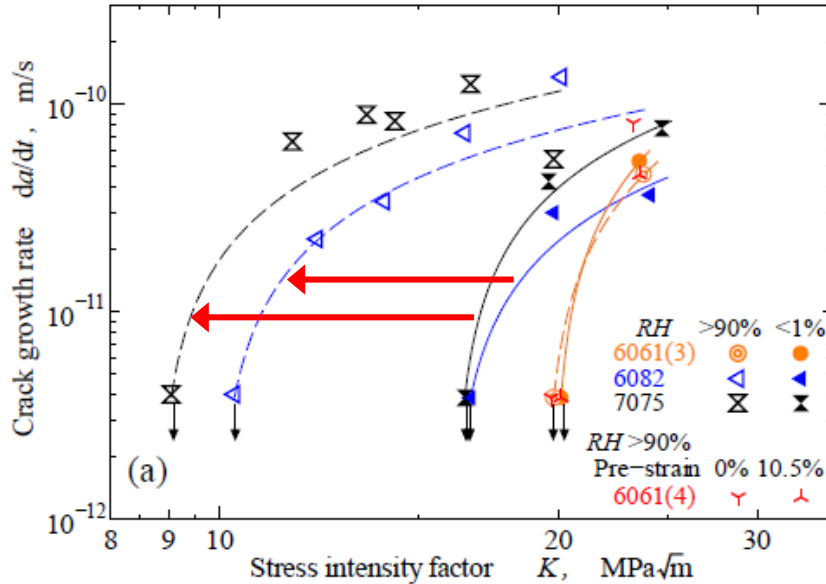 Crack growth rate da/dt, m/s
10⁻¹⁰
10⁻¹¹
10⁻¹²
(a)
RH >90% <1%
6061(3)
6082
7075
RH >90%
Pre−strain 0% 10.5%
6061(4)
8 9 10 20 30
Stress intensity factor K, MPa√m